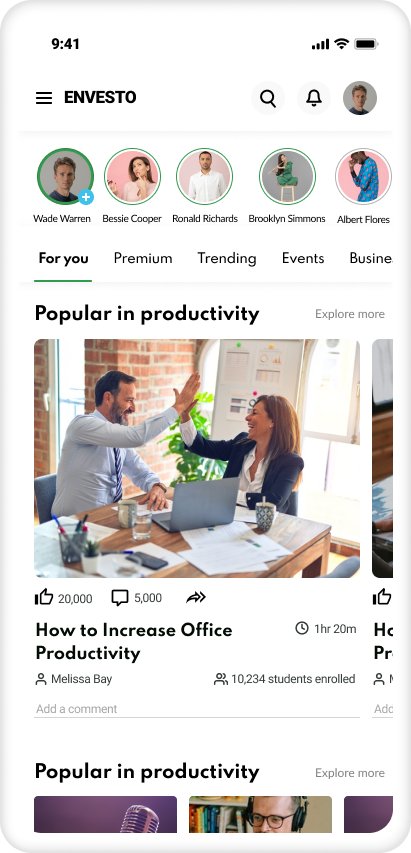 9:41
ENVESTO
Wade Warren Bessie Cooper Ronald Richards Brooklyn Simmons Albert Flores
For you Premium Trending Events Busine
Popular in productivity Explore more
20,000 5,000
How to Increase Office 1hr 20m Ho
Productivity Pr
Melissa Bay 10,234 students enrolled
Add a comment Add
Popular in productivity Explore more